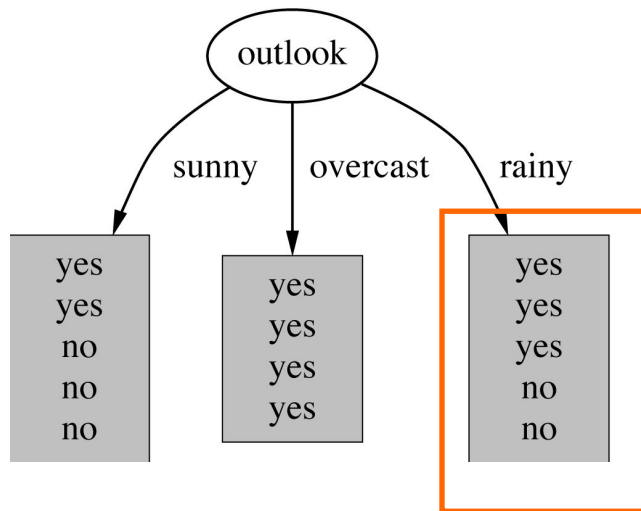 outlook
sunny
overcast
rainy
yes
yes
no
no
no
yes
yes
yes
yes
yes
yes
yes
no
no